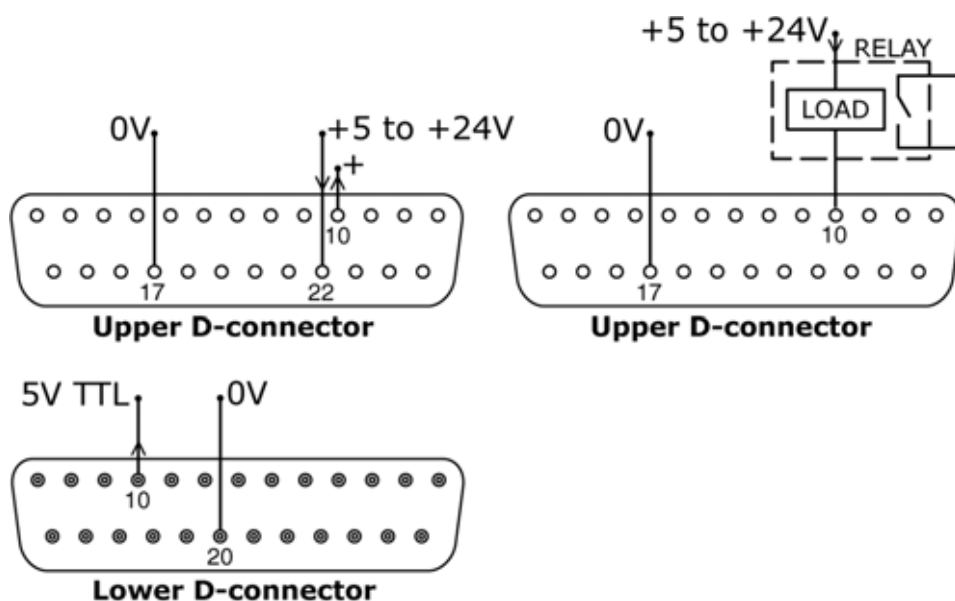 0V
+5 to +24V
+
10
17
22
Upper D-connector
+5 to +24V
RELAY
LOAD
0V
10
17
Upper D-connector
5V TTL
0V
10
20
Lower D-connector